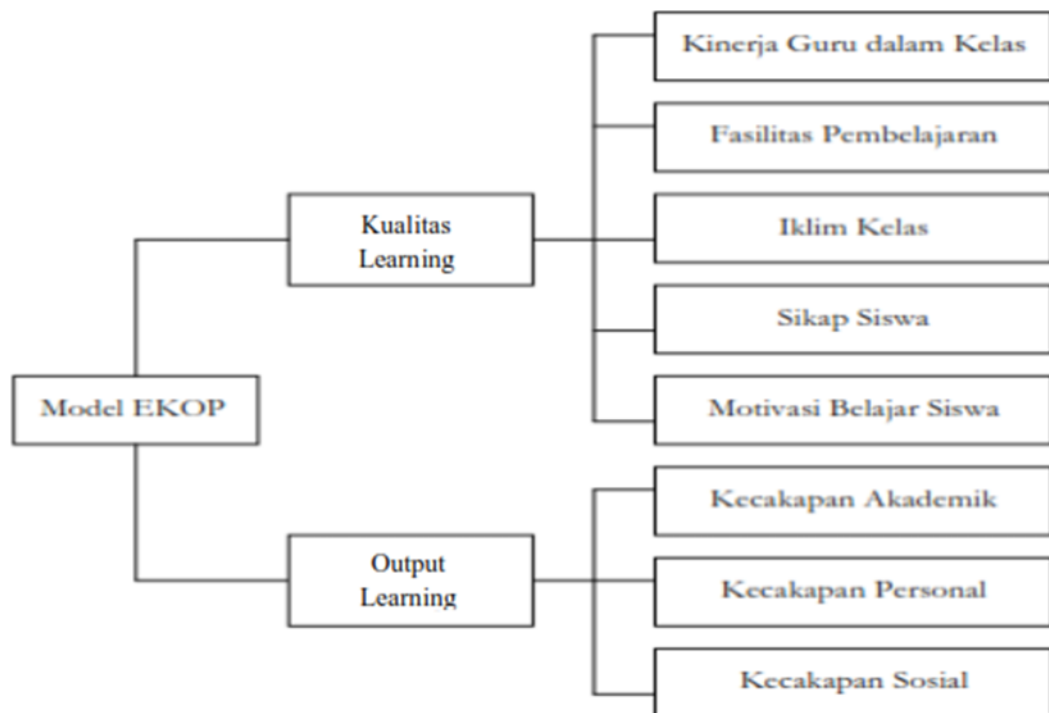 Kinerja Guru dalam Kelas
Fasilitas Pembelajaran
Kualitas
Learning
Iklim Kelas
Sikap Siswa
Model EKOP
Motivasi Belajar Siswa
Kecakapan Akademik
Output
Learning
Kecakapan Personal
Kecakapan Sosial